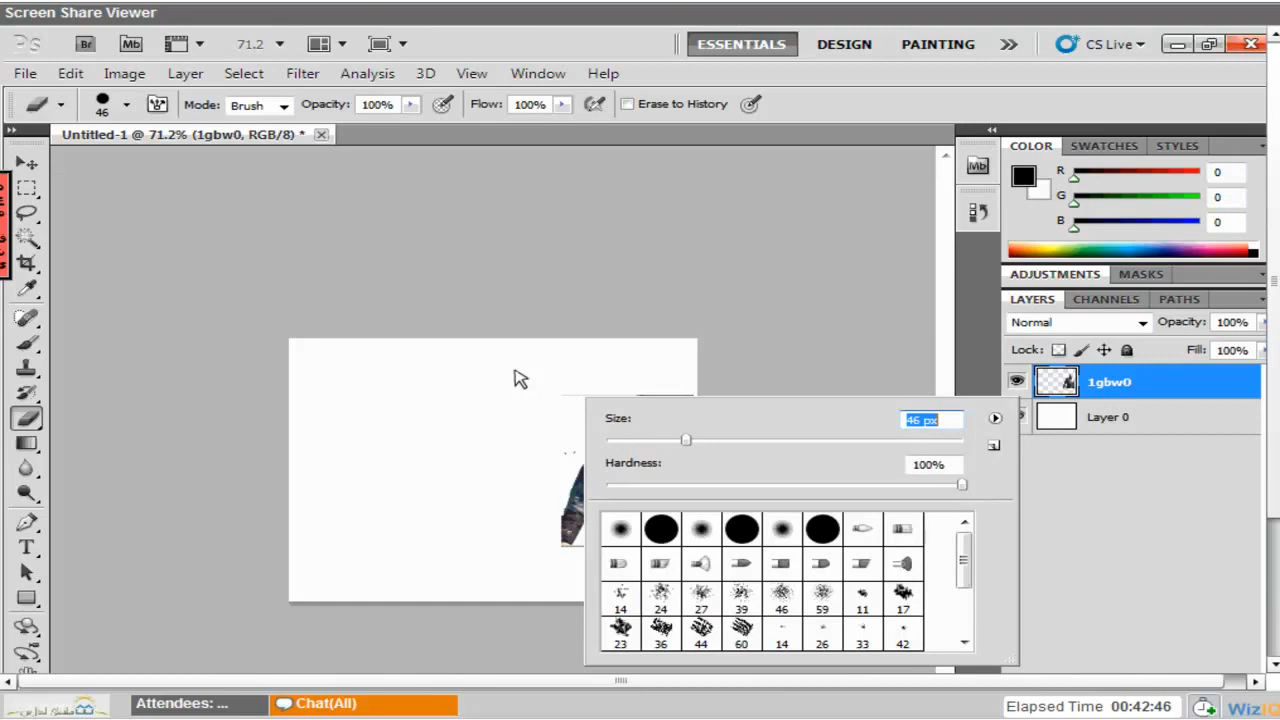 Screen Share Viewer
Ps Br Mb 71.2 ESSENTIALS DESIGN PAINTING CS Live
File Edit Image Layer Select Filter Analysis 3D View Window Help
46 Mode: Brush Opacity: 100% Flow: 100% Erase to History
Untitled-1 @ 71.2% (1gbw0, RGB/8) *
COLOR SWATCHES STYLES
Mb
R 0
G 0
B 0
ADJUSTMENTS MASKS
LAYERS CHANNELS PATHS
Normal Opacity: 100%
Lock: Fill: 100%
1gbw0
Layer 0
Size: 46 px
Hardness: 100%
14 24 27 39 46 59 11 17
23 36 44 60 14 26 33 42
T
Attendees: ... Chat(All) Elapsed Time 00:42:46 WizIQ